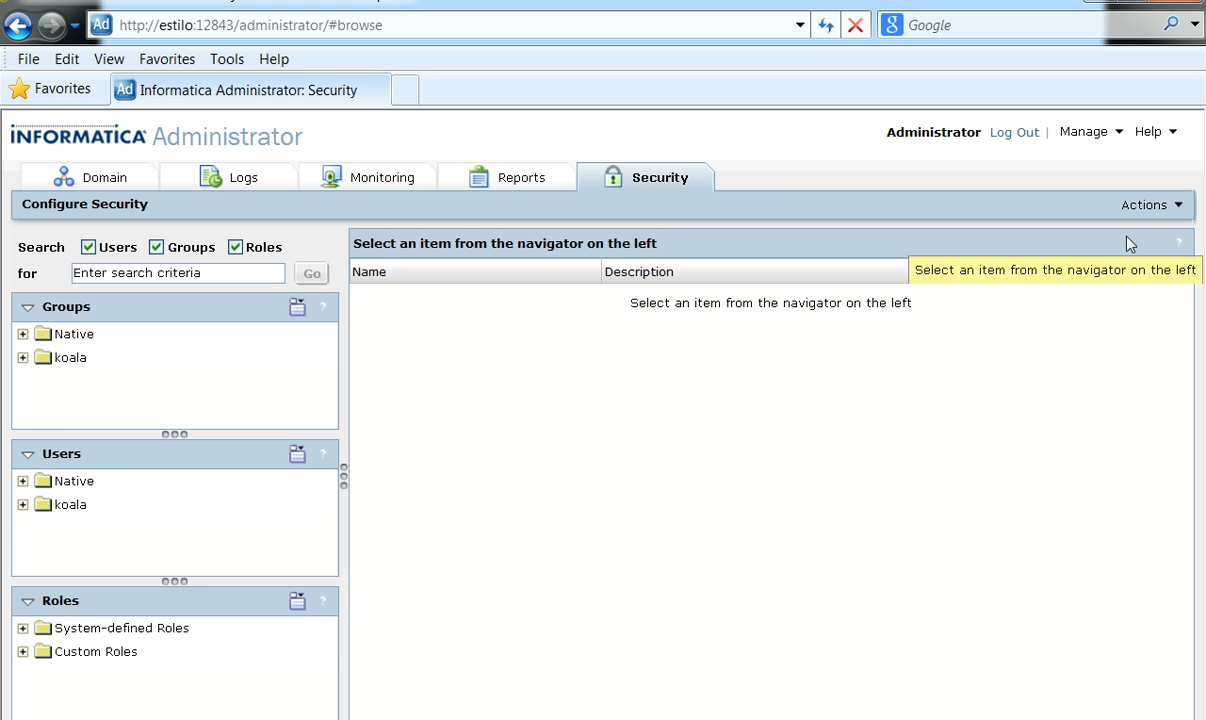 Ad http://estilo:12843/administrator/#browse Google
File Edit View Favorites Tools Help
Favorites Ad Informatica Administrator: Security
INFORMATICA Administrator Administrator Log Out | Manage Help
Domain Logs Monitoring Reports Security
Configure Security Actions
Search Users Groups Roles
for Enter search criteria Go
Select an item from the navigator on the left ?
Name Description
Select an item from the navigator on the left
Select an item from the navigator on the left
Groups ?
Native
koala
Users ?
Native
koala
Roles ?
System-defined Roles
Custom Roles